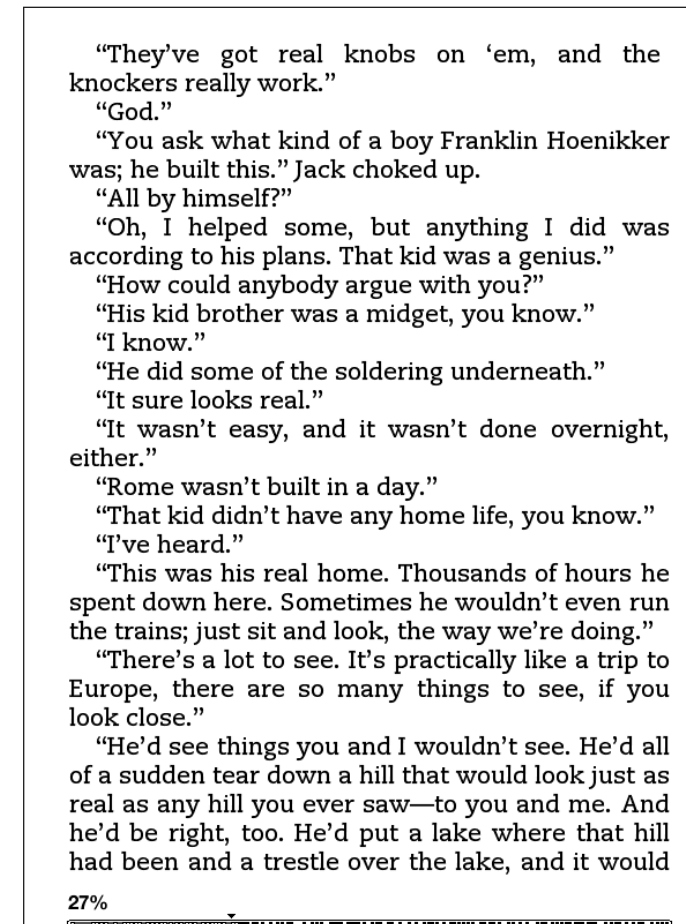 “They’ve got real knobs on ‘em, and the
knockers really work.”
“God.”
“You ask what kind of a boy Franklin Hoenikker
was; he built this.” Jack choked up.
“All by himself?”
“Oh, I helped some, but anything I did was
according to his plans. That kid was a genius.”
“How could anybody argue with you?”
“His kid brother was a midget, you know.”
“I know.”
“He did some of the soldering underneath.”
“It sure looks real.”
“It wasn’t easy, and it wasn’t done overnight,
either.”
“Rome wasn’t built in a day.”
“That kid didn’t have any home life, you know.”
“I’ve heard.”
“This was his real home. Thousands of hours he
spent down here. Sometimes he wouldn’t even run
the trains; just sit and look, the way we’re doing.”
“There’s a lot to see. It’s practically like a trip to
Europe, there are so many things to see, if you
look close.”
“He’d see things you and I wouldn’t see. He’d all
of a sudden tear down a hill that would look just as
real as any hill you ever saw—to you and me. And
he’d be right, too. He’d put a lake where that hill
had been and a trestle over the lake, and it would
27%